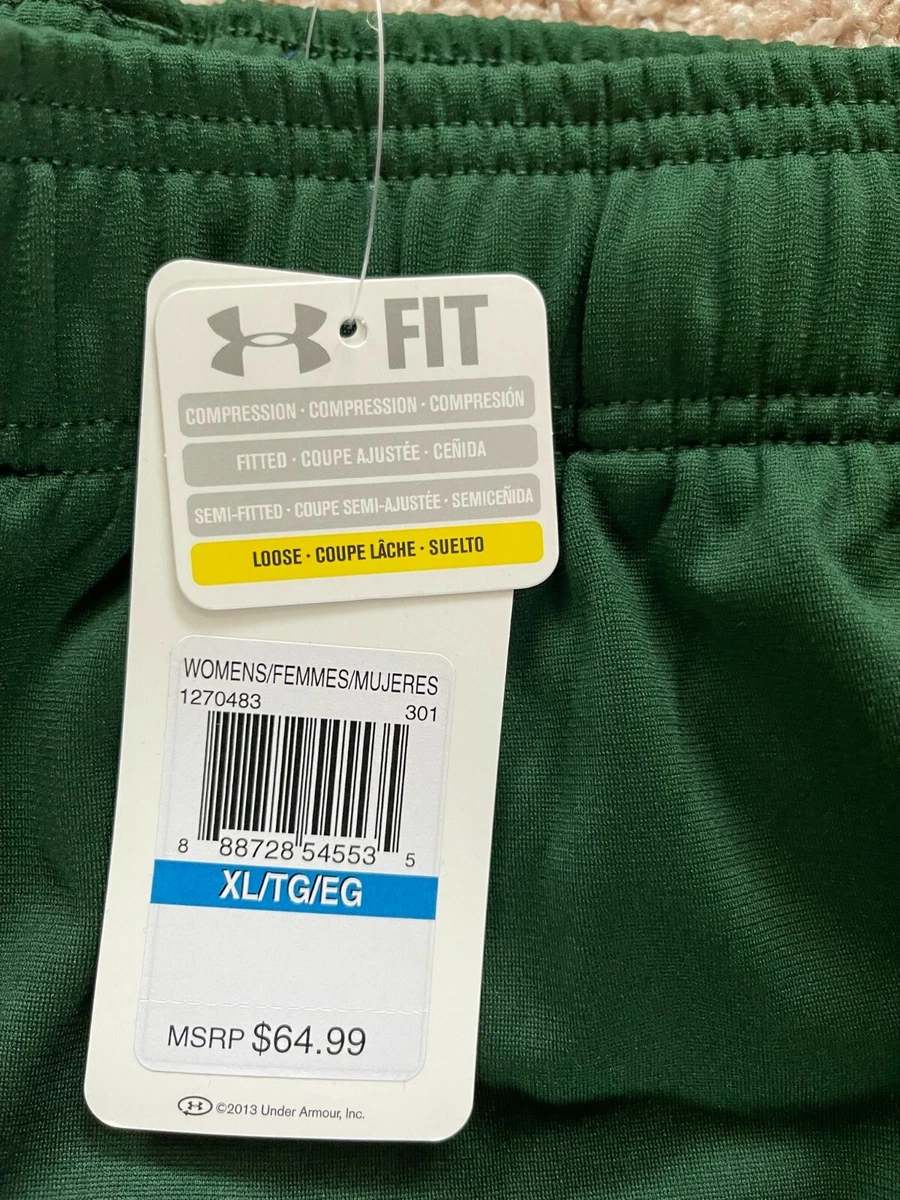 FIT
COMPRESSION · COMPRESSION · COMPRESIÓN
FITTED · COUPE AJUSTÉE · CEÑIDA
SEMI-FITTED · COUPE SEMI-AJUSTÉE · SEMICEÑIDA
LOOSE · COUPE LÂCHE · SUELTO
WOMENS/FEMMES/MUJERES
1270483 301
8 88728 54553 5
XL/TG/EG
MSRP $64.99
©2013 Under Armour, Inc.